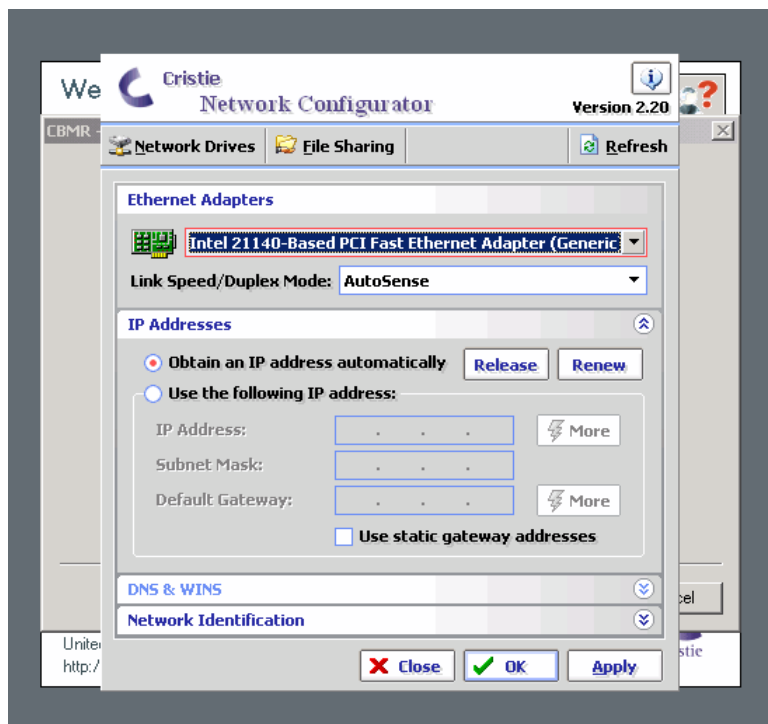 We
Cristie
Network Configurator
Version 2.20
CBMR -
Network Drives
File Sharing
Refresh
Ethernet Adapters
Intel 21140-Based PCI Fast Ethernet Adapter (Generic)
Link Speed/Duplex Mode: AutoSense
IP Addresses
Obtain an IP address automatically
Release
Renew
Use the following IP address:
IP Address:
More
Subnet Mask:
Default Gateway:
More
Use static gateway addresses
DNS & WINS
Network Identification
cel
Unite
http:/
stie
Close
OK
Apply